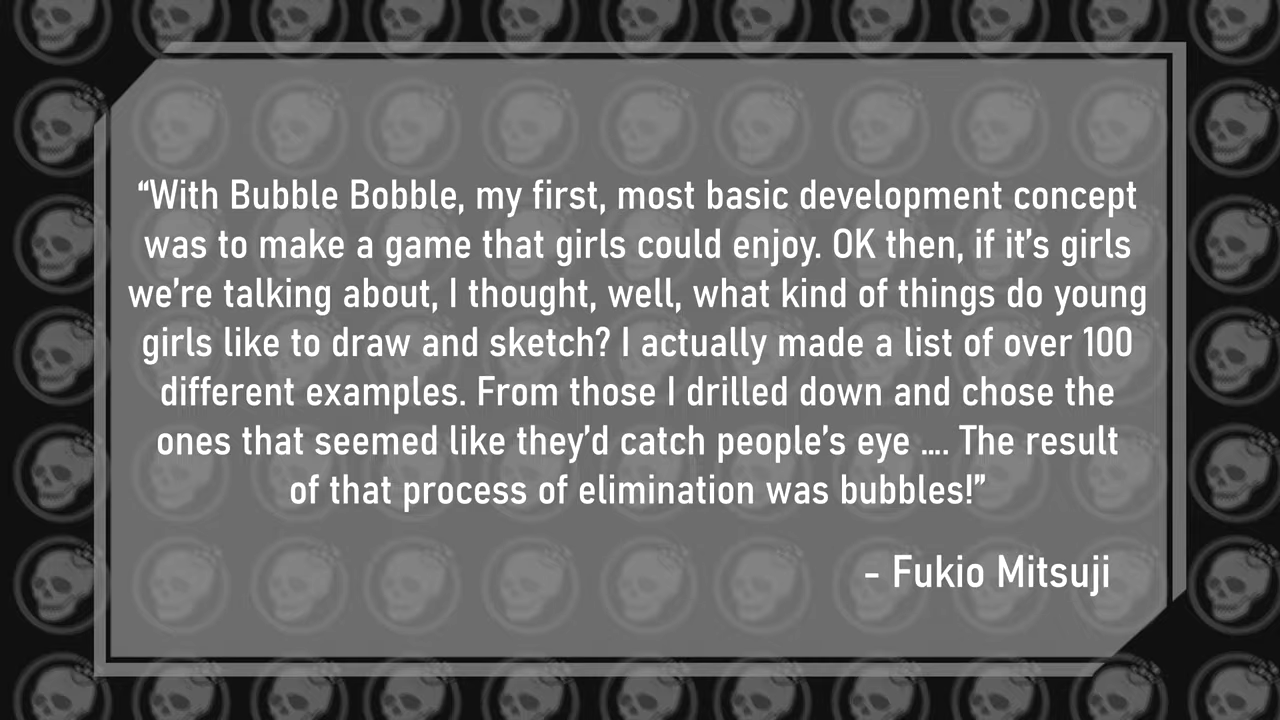 “With Bubble Bobble, my first, most basic development concept
was to make a game that girls could enjoy. OK then, if it’s girls
we’re talking about, I thought, well, what kind of things do young
girls like to draw and sketch? I actually made a list of over 100
different examples. From those I drilled down and chose the
ones that seemed like they’d catch people’s eye .... The result
of that process of elimination was bubbles!”
- Fukio Mitsuji